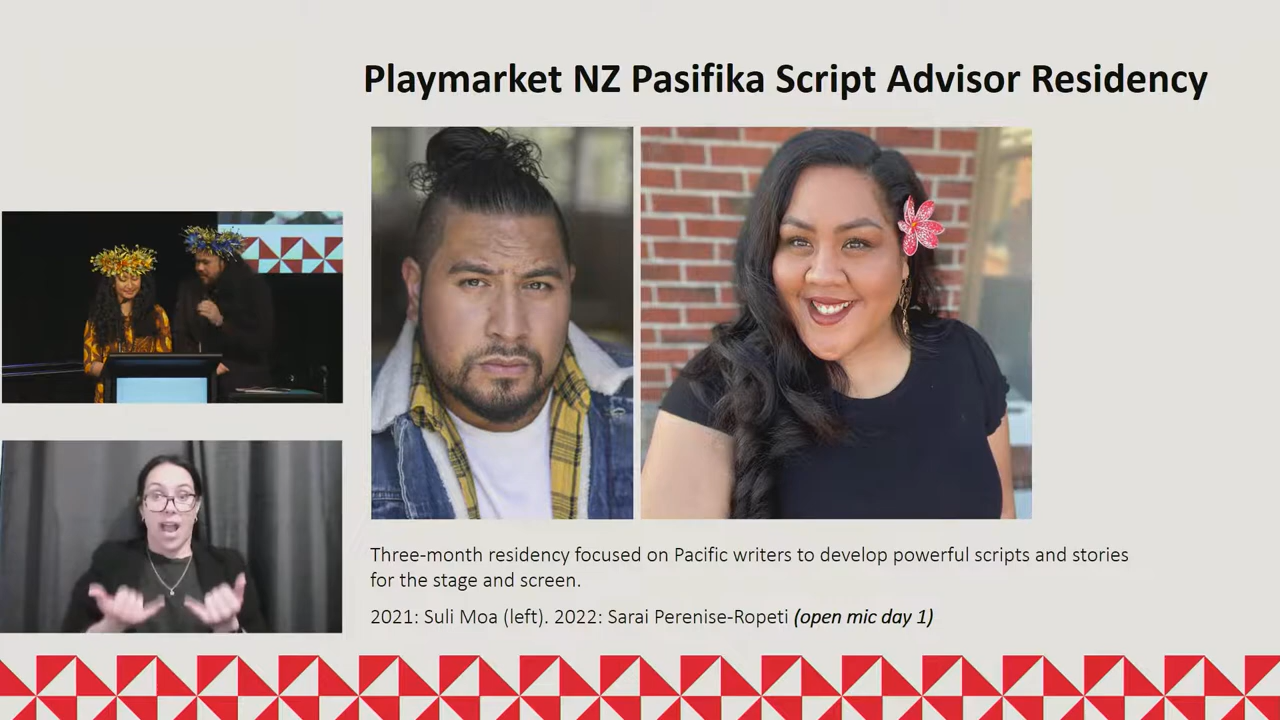 Playmarket NZ Pasifika Script Advisor Residency
Three-month residency focused on Pacific writers to develop powerful scripts and stories
for the stage and screen.
2021: Suli Moa (left). 2022: Sarai Perenise-Ropeti (open mic day 1)